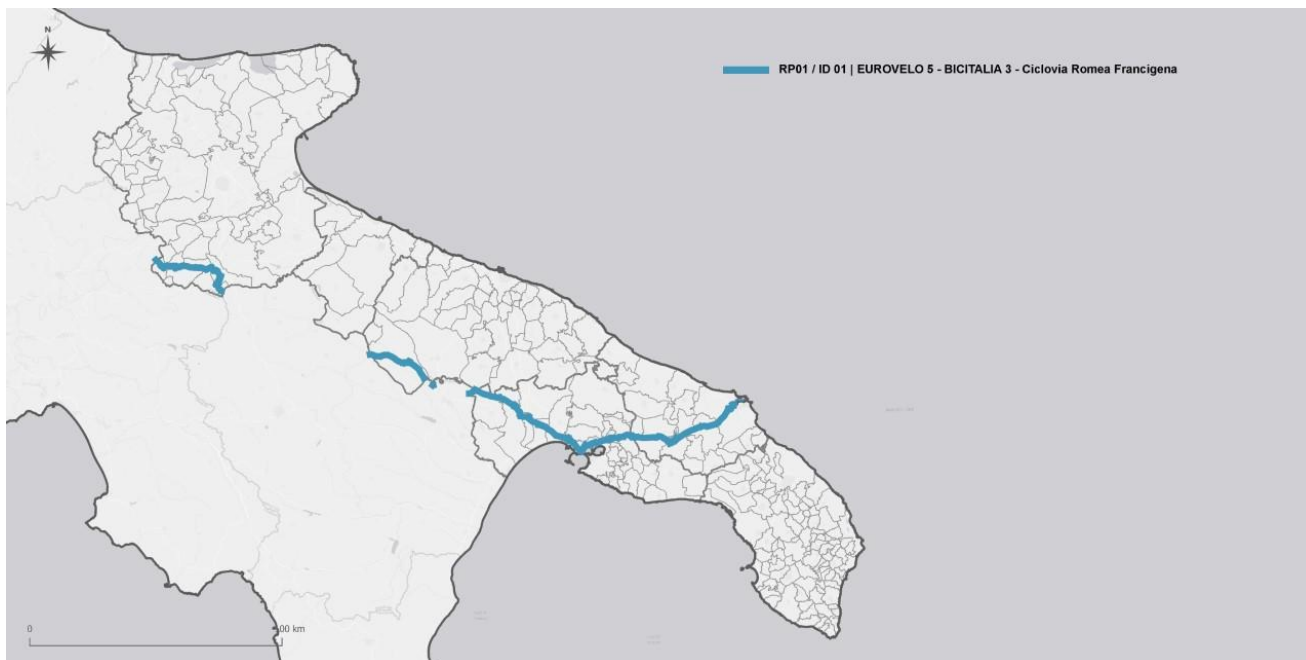 N
RP01 / ID 01 | EUROVELO 5 - BICITALIA 3 - Ciclovia Romea Francigena
0
00 km